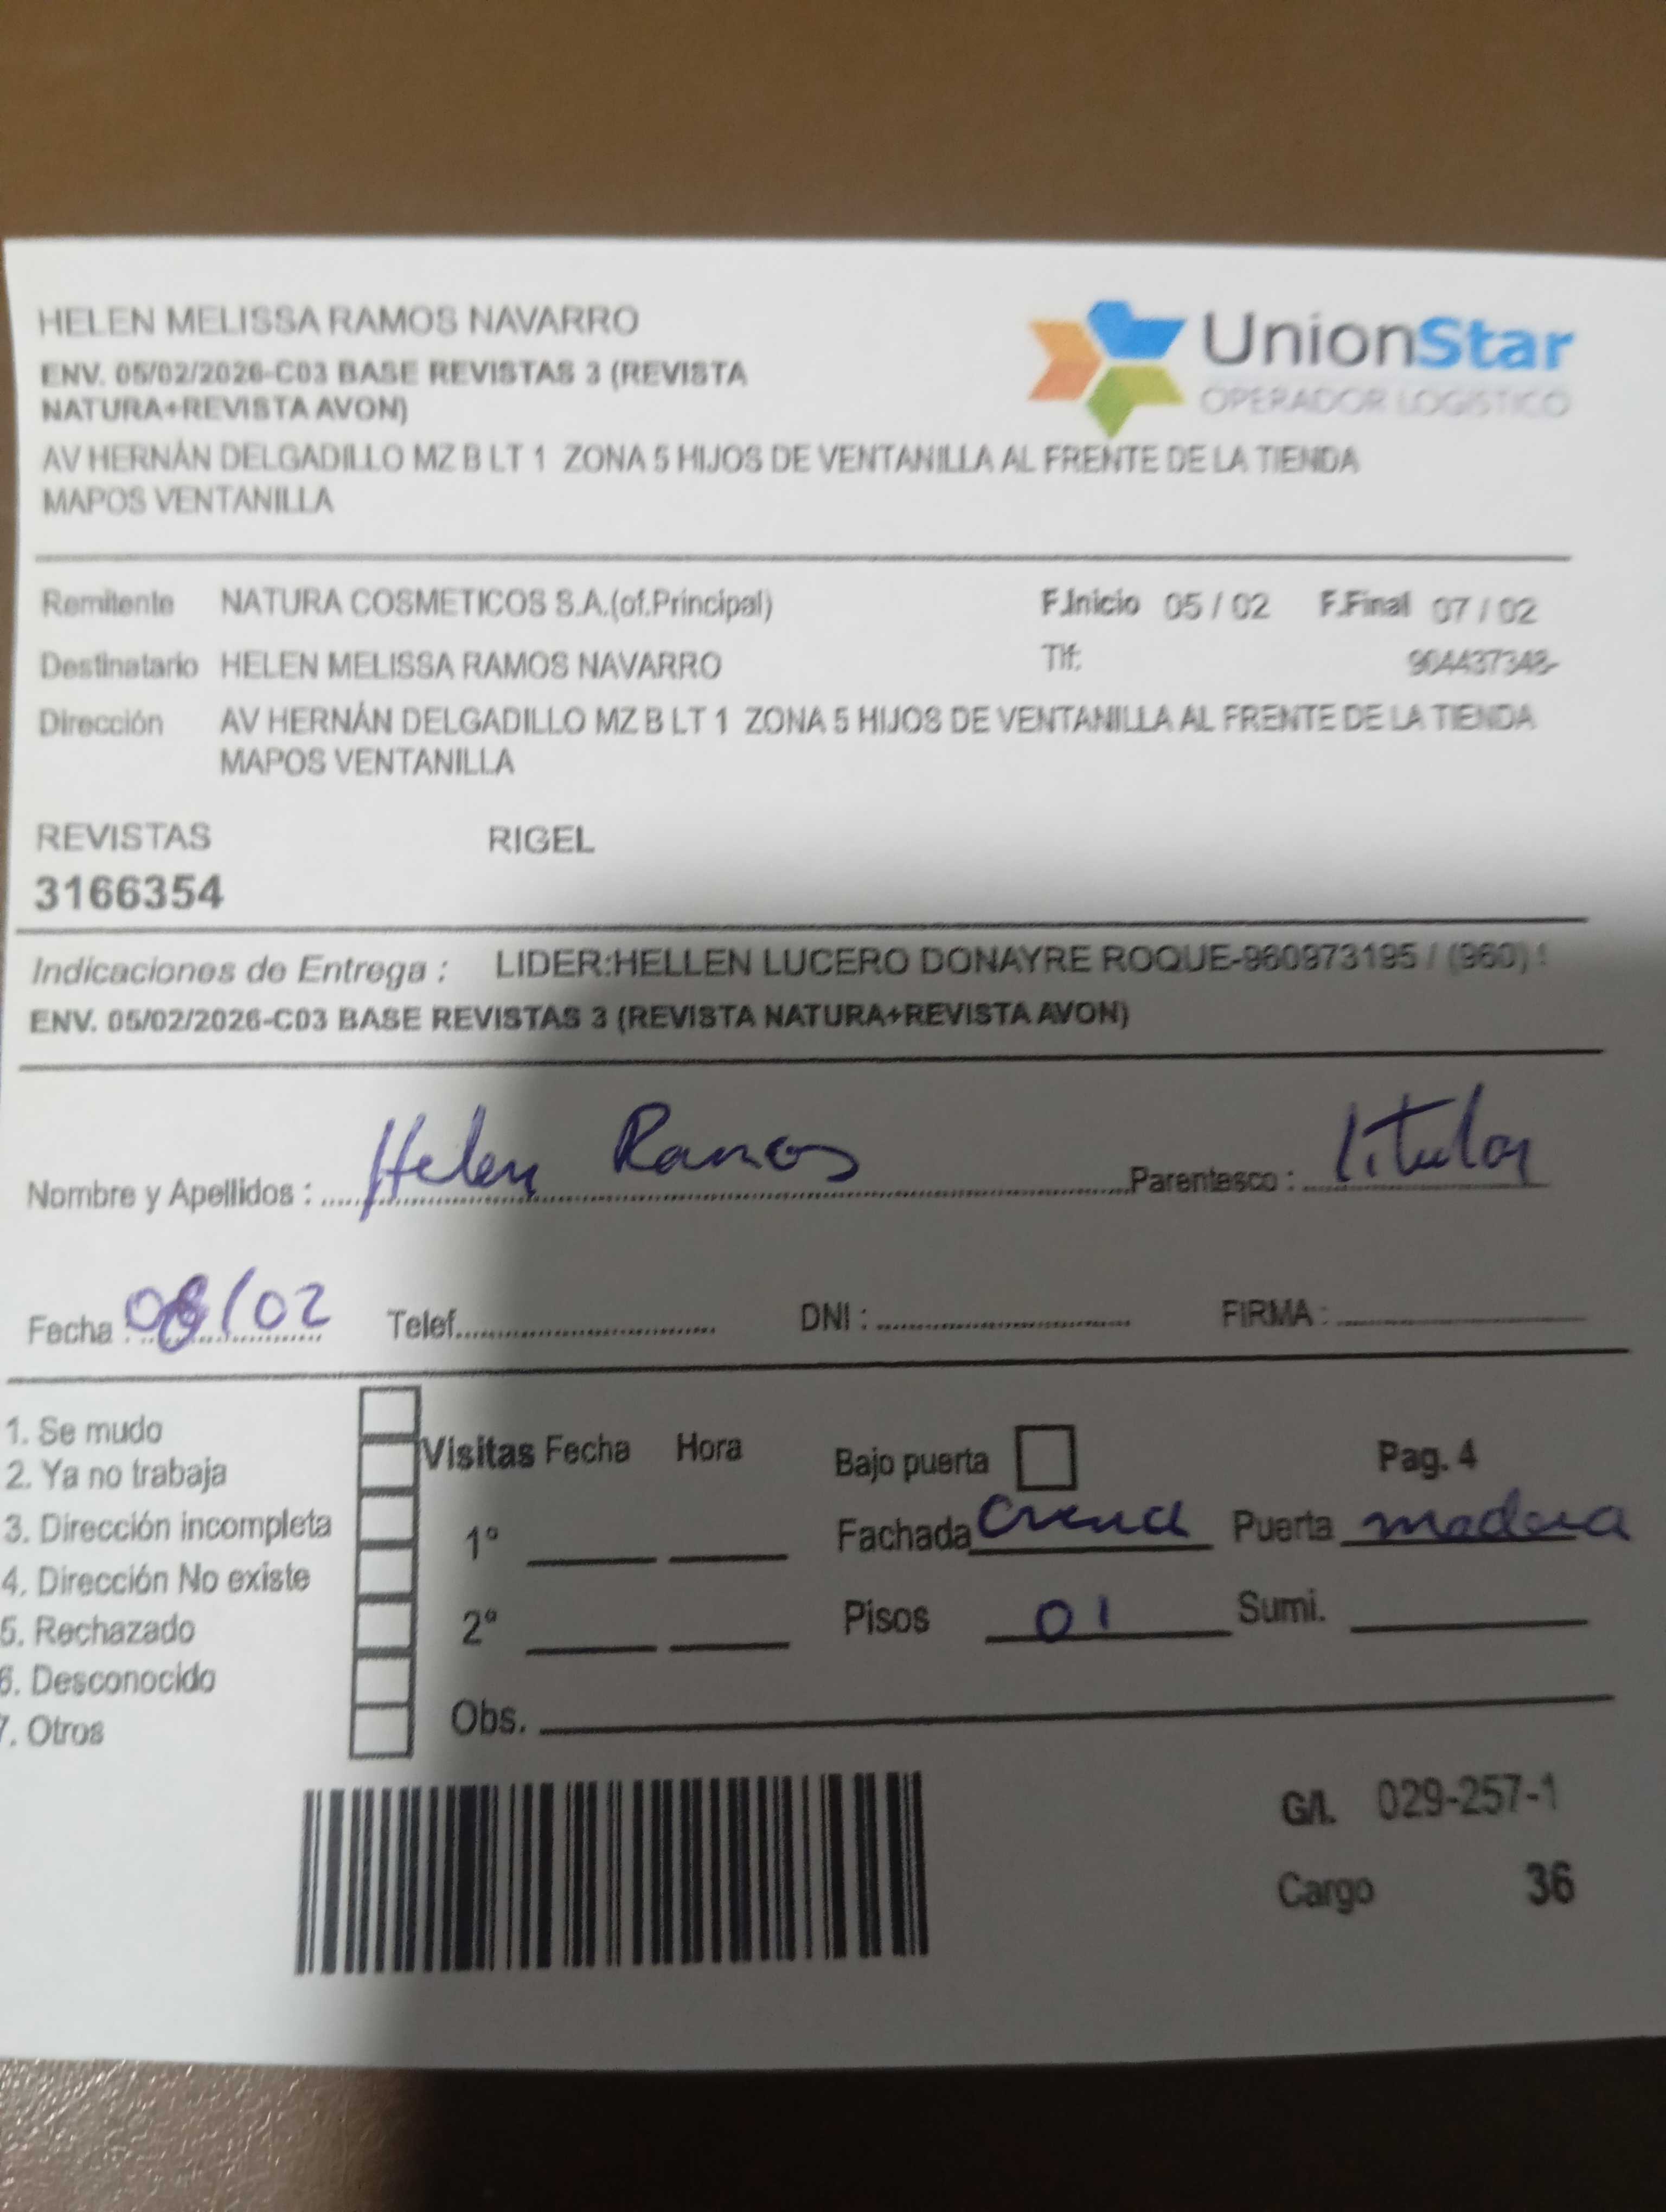 HELEN MELISSA RAMOS NAVARRO
UnionStar
ENV. 05/02/2026-C03 BASE REVISTAS 3 (REVISTA
NATURA+REVISTA AVON)
OPERADOR LOGISTICO
AV HERNÁN DELGADILLO MZ B LT 1 ZONA 5 HIJOS DE VENTANILLA AL FRENTE DE LA TIENDA
MAPOS VENTANILLA
Remitente NATURA COSMETICOS S.A.(of.Principal) F.Inicio 05 / 02 F.Final 07 / 02
Destinatario HELEN MELISSA RAMOS NAVARRO Tlf: 904437348-
Dirección AV HERNÁN DELGADILLO MZ B LT 1 ZONA 5 HIJOS DE VENTANILLA AL FRENTE DE LA TIENDA
MAPOS VENTANILLA
REVISTAS RIGEL
3166354
Indicaciones de Entrega : LIDER:HELLEN LUCERO DONAYRE ROQUE-960973195 / (960)
ENV. 05/02/2026-C03 BASE REVISTAS 3 (REVISTA NATURA+REVISTA AVON)
Nombre y Apellidos : Helen Ramos Parentesco : titular
Fecha : 08/02 Telef. DNI : FIRMA :
1. Se mudo
2. Ya no trabaja
3. Dirección incompleta
4. Dirección No existe
5. Rechazado
6. Desconocido
7. Otros
Visitas Fecha Hora
1º
2º
Obs.
Bajo puerta Pag. 4
Fachada Crema Puerta madera
Pisos 01 Sumi.
G/I. 029-257-1
Cargo 36